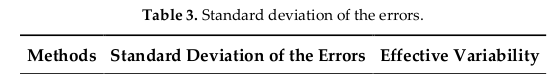 Table 3. Standard deviation of the errors.
Methods Standard Deviation of the Errors Effective Variability